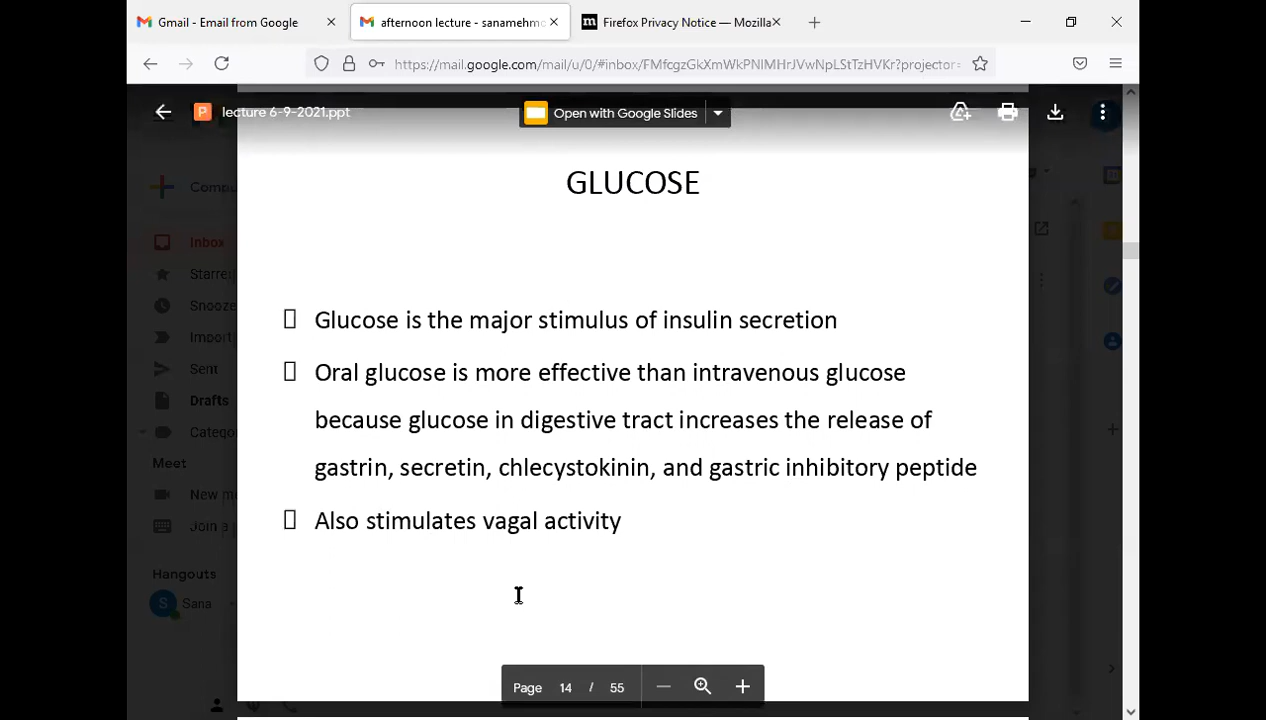 Gmail - Email from Google
afternoon lecture - sanamehmo
Firefox Privacy Notice — Mozilla
https://mail.google.com/mail/u/0/#inbox/FMfcgzGkXmWkPNlMHrJVwNpLStTzHVKr?projector=
lecture 6-9-2021.ppt
Open with Google Slides
GLUCOSE
Compo
Inbox
Starre
Snooze
Import
Sent
Drafts
Catego
Meet
New m
Join a
Hangouts
S Sana
Glucose is the major stimulus of insulin secretion
Oral glucose is more effective than intravenous glucose
because glucose in digestive tract increases the release of
gastrin, secretin, chlecystokinin, and gastric inhibitory peptide
Also stimulates vagal activity
Page 14 / 55